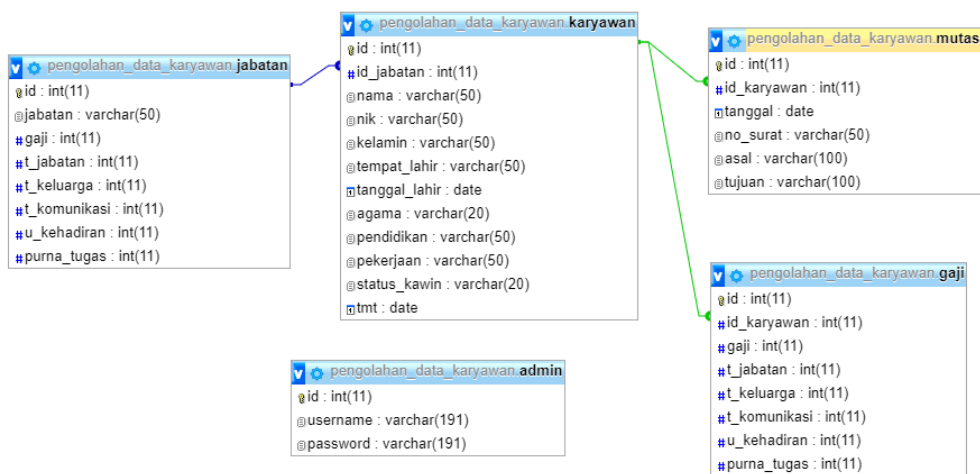 pengolahan_data_karyawan.jabatan
id : int(11)
jabatan : varchar(50)
gaji : int(11)
t_jabatan : int(11)
t_keluarga : int(11)
t_komunikasi : int(11)
u_kehadiran : int(11)
purna_tugas : int(11)
pengolahan_data_karyawan.karyawan
id : int(11)
id_jabatan : int(11)
nama : varchar(50)
nik : varchar(50)
kelamin : varchar(50)
tempat_lahir : varchar(50)
tanggal_lahir : date
agama : varchar(20)
pendidikan : varchar(50)
pekerjaan : varchar(50)
status_kawin : varchar(20)
tmt : date
pengolahan_data_karyawan.mutas
id : int(11)
id_karyawan : int(11)
tanggal : date
no_surat : varchar(50)
asal : varchar(100)
tujuan : varchar(100)
pengolahan_data_karyawan.gaji
id : int(11)
id_karyawan : int(11)
gaji : int(11)
t_jabatan : int(11)
t_keluarga : int(11)
t_komunikasi : int(11)
u_kehadiran : int(11)
purna_tugas : int(11)
pengolahan_data_karyawan.admin
id : int(11)
username : varchar(191)
password : varchar(191)